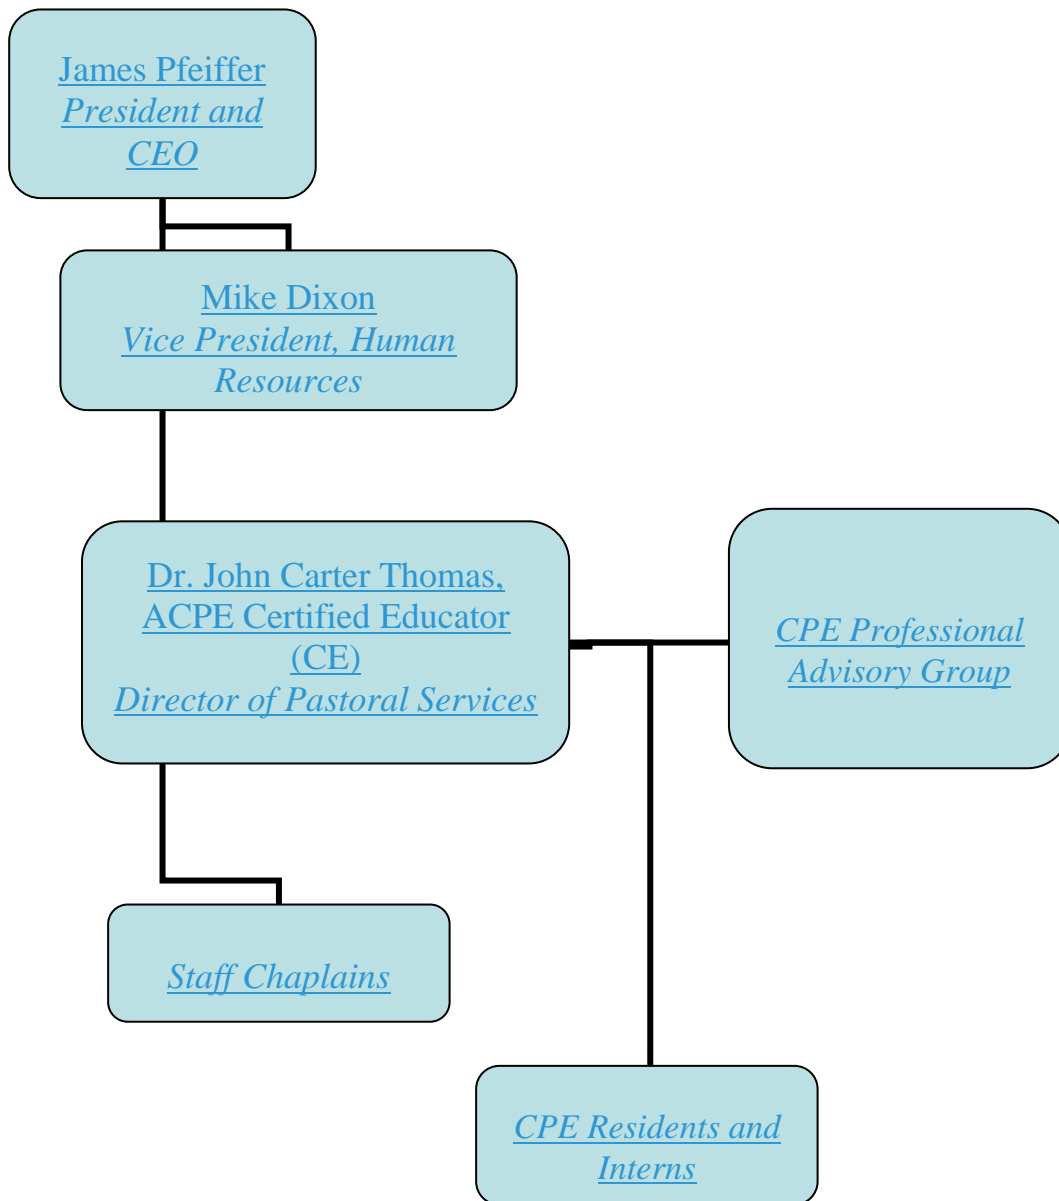 James Pfeiffer
President and
CEO
Mike Dixon
Vice President, Human
Resources
Dr. John Carter Thomas,
ACPE Certified Educator
(CE)
Director of Pastoral Services
CPE Professional
Advisory Group
Staff Chaplains
CPE Residents and
Interns